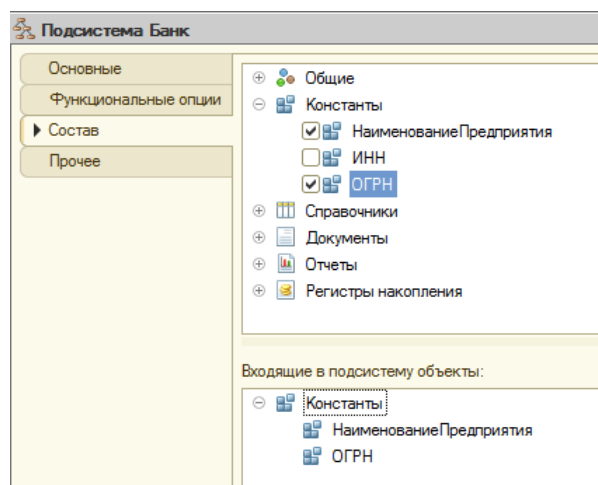 Подсистема Банк
Основные
Функциональные опции
Состав
Прочее
Общие
Константы
НаименованиеПредприятия
ИНН
ОГРН
Справочники
Документы
Отчеты
Регистры накопления
Входящие в подсистему объекты:
Константы
НаименованиеПредприятия
ОГРН